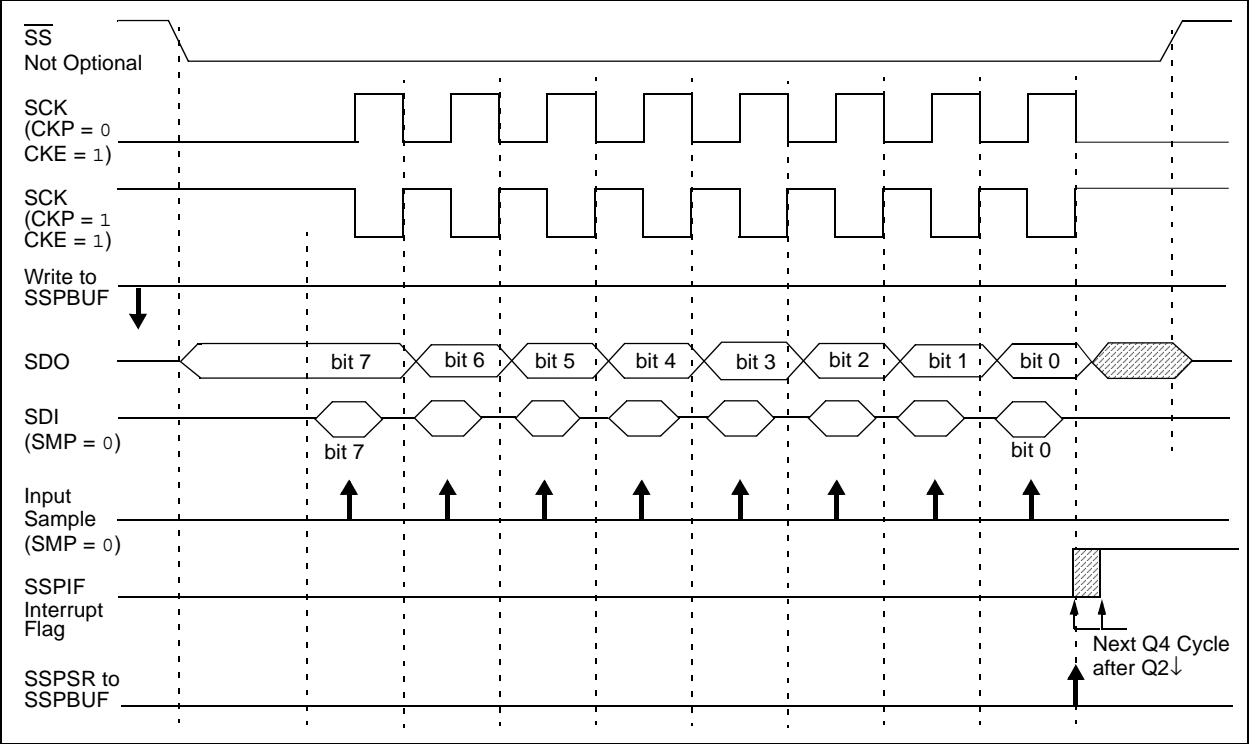 SS
Not Optional
SCK
(CKP = 0
CKE = 1)
SCK
(CKP = 1
CKE = 1)
Write to
SSPBUF
SDO
bit 7 bit 6 bit 5 bit 4 bit 3 bit 2 bit 1 bit 0
SDI
(SMP = 0)
bit 7 bit 0
Input
Sample
(SMP = 0)
SSPIF
Interrupt
Flag
Next Q4 Cycle
after Q2↓
SSPSR to
SSPBUF